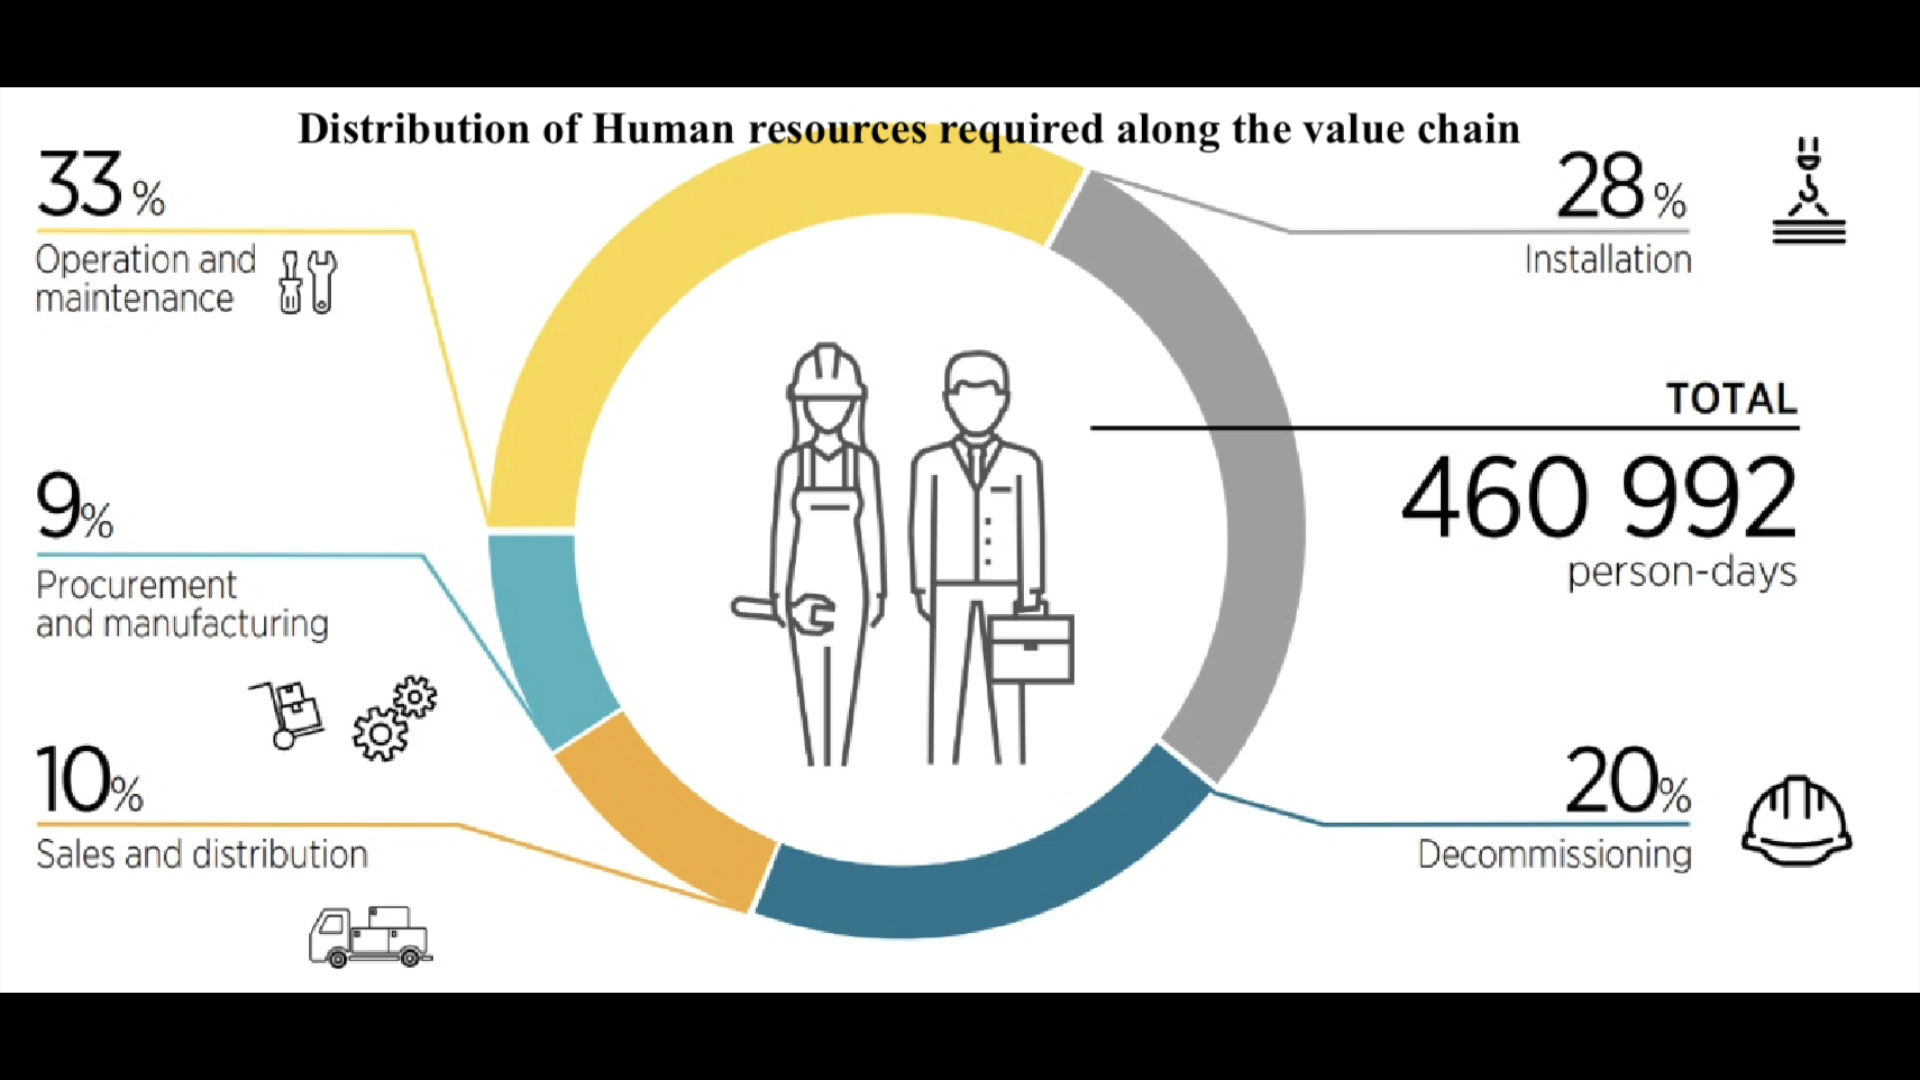 Distribution of Human resources required along the value chain
33%
Operation and
maintenance
9%
Procurement
and manufacturing
10%
Sales and distribution
28%
Installation
TOTAL
460 992
person-days
20%
Decommissioning